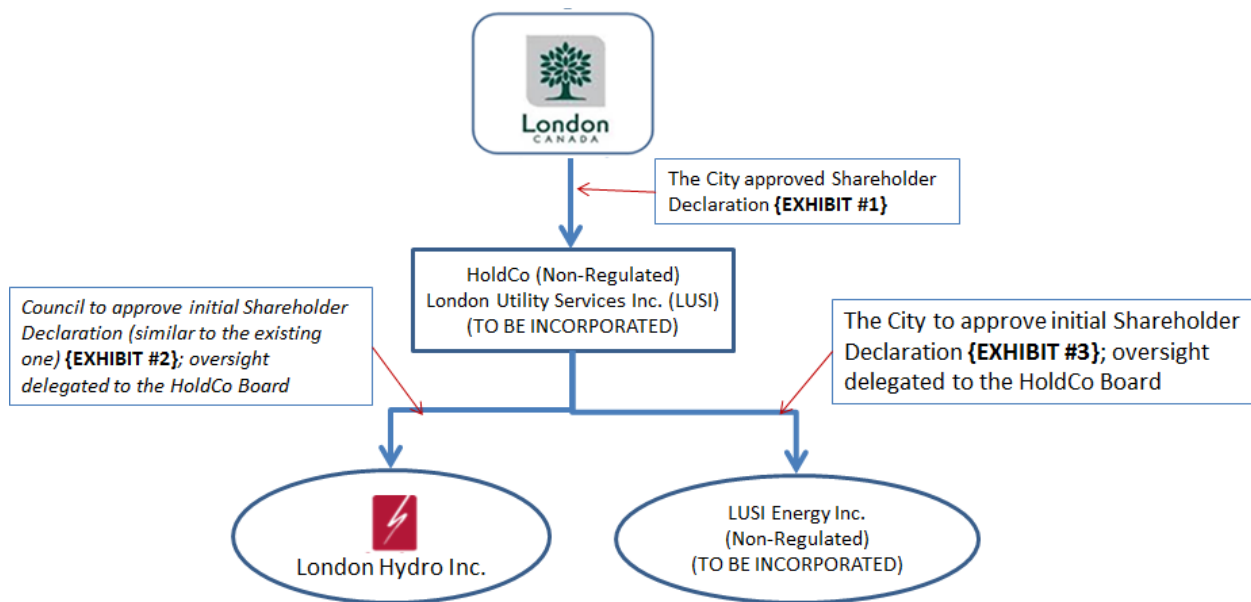 London
CANADA
The City approved Shareholder
Declaration {EXHIBIT #1}
HoldCo (Non-Regulated)
London Utility Services Inc. (LUSI)
(TO BE INCORPORATED)
Council to approve initial Shareholder
Declaration (similar to the existing
one) {EXHIBIT #2}; oversight
delegated to the HoldCo Board
The City to approve initial Shareholder
Declaration {EXHIBIT #3}; oversight
delegated to the HoldCo Board
London Hydro Inc.
LUSI Energy Inc.
(Non-Regulated)
(TO BE INCORPORATED)